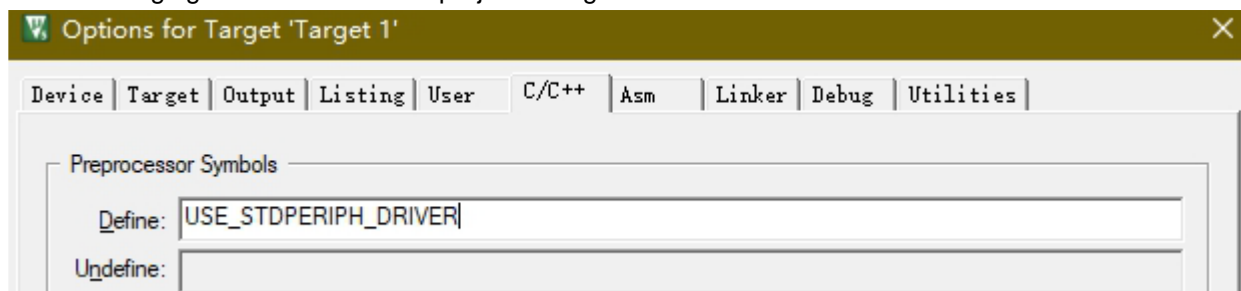 Options for Target 'Target 1'
Device Target Output Listing User C/C++ Asm Linker Debug Utilities
Preprocessor Symbols
Define: USE_STDPERIPH_DRIVER
Undefine: